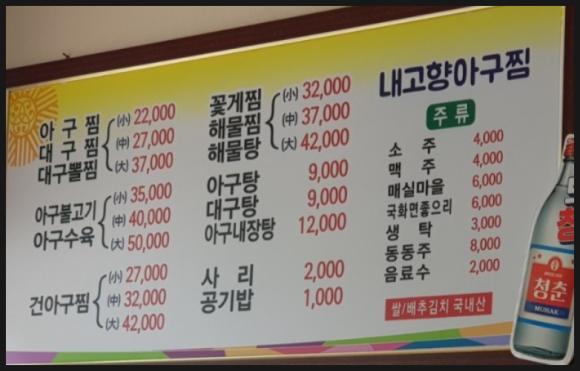 내고향아구찜
아 구 찜
대 구 찜
대구뽈찜
(小) 22,000
(中) 27,000
(大) 37,000
아구불고기
아구수육
(小) 35,000
(中) 40,000
(大) 50,000
건아구찜
(小) 27,000
(中) 32,000
(大) 42,000
꽃게찜
해물찜
해물탕
(小) 32,000
(中) 37,000
(大) 42,000
아구탕 9,000
대구탕 9,000
아구내장탕 12,000
사 리 2,000
공기밥 1,000
주 류
소 주 4,000
맥 주 4,000
매실마을 6,000
국화면좋으리 6,000
생 탁 3,000
동동주 8,000
음료수 2,000
쌀/배추김치 국내산
청춘
MUHAK